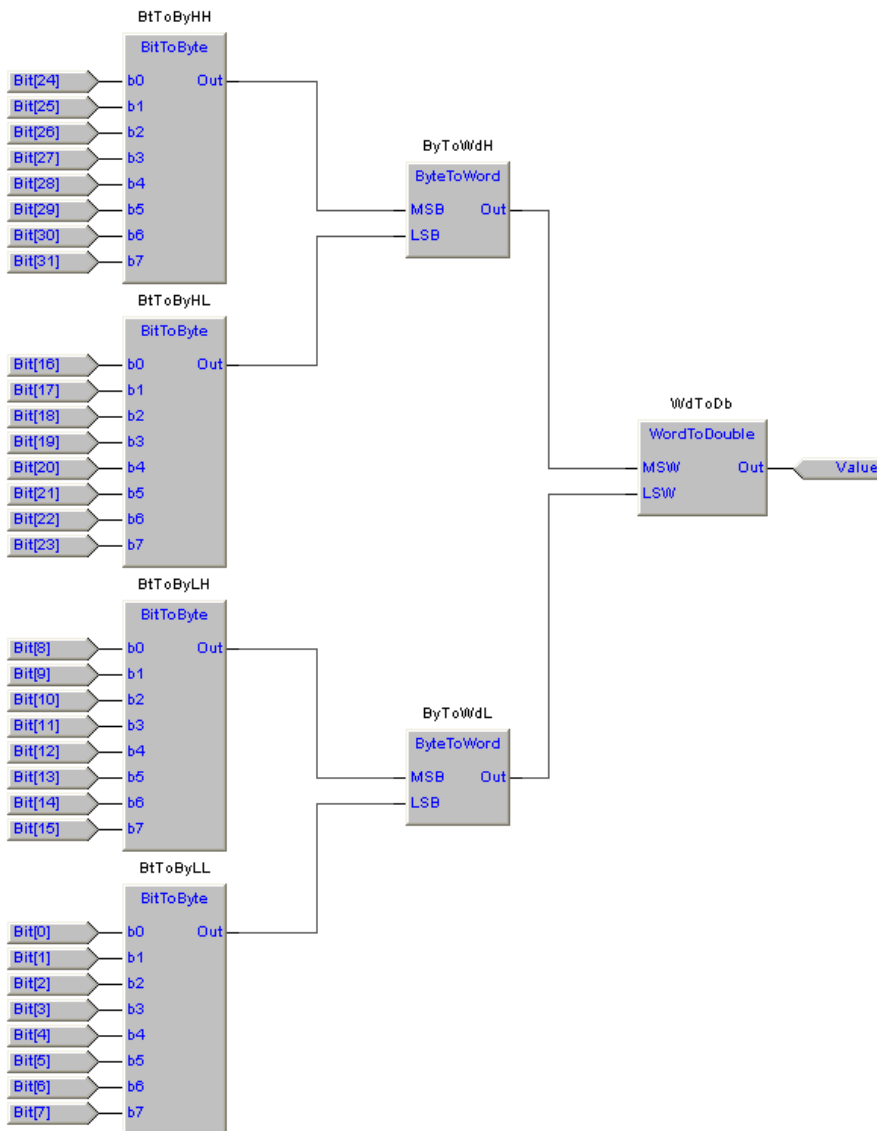 BtToByHH
BitToByte
Bit[24] b0 Out
Bit[25] b1
Bit[26] b2
Bit[27] b3
Bit[28] b4
Bit[29] b5
Bit[30] b6
Bit[31] b7
ByToWdH
ByteToWord
MSB Out
LSB
BtToByHL
BitToByte
Bit[16] b0 Out
Bit[17] b1
Bit[18] b2
Bit[19] b3
Bit[20] b4
Bit[21] b5
Bit[22] b6
Bit[23] b7
WdToDb
WordToDouble
MSW Out Value
LSW
BtToByLH
BitToByte
Bit[8] b0 Out
Bit[9] b1
Bit[10] b2
Bit[11] b3
Bit[12] b4
Bit[13] b5
Bit[14] b6
Bit[15] b7
ByToWdL
ByteToWord
MSB Out
LSB
BtToByLL
BitToByte
Bit[0] b0 Out
Bit[1] b1
Bit[2] b2
Bit[3] b3
Bit[4] b4
Bit[5] b5
Bit[6] b6
Bit[7] b7